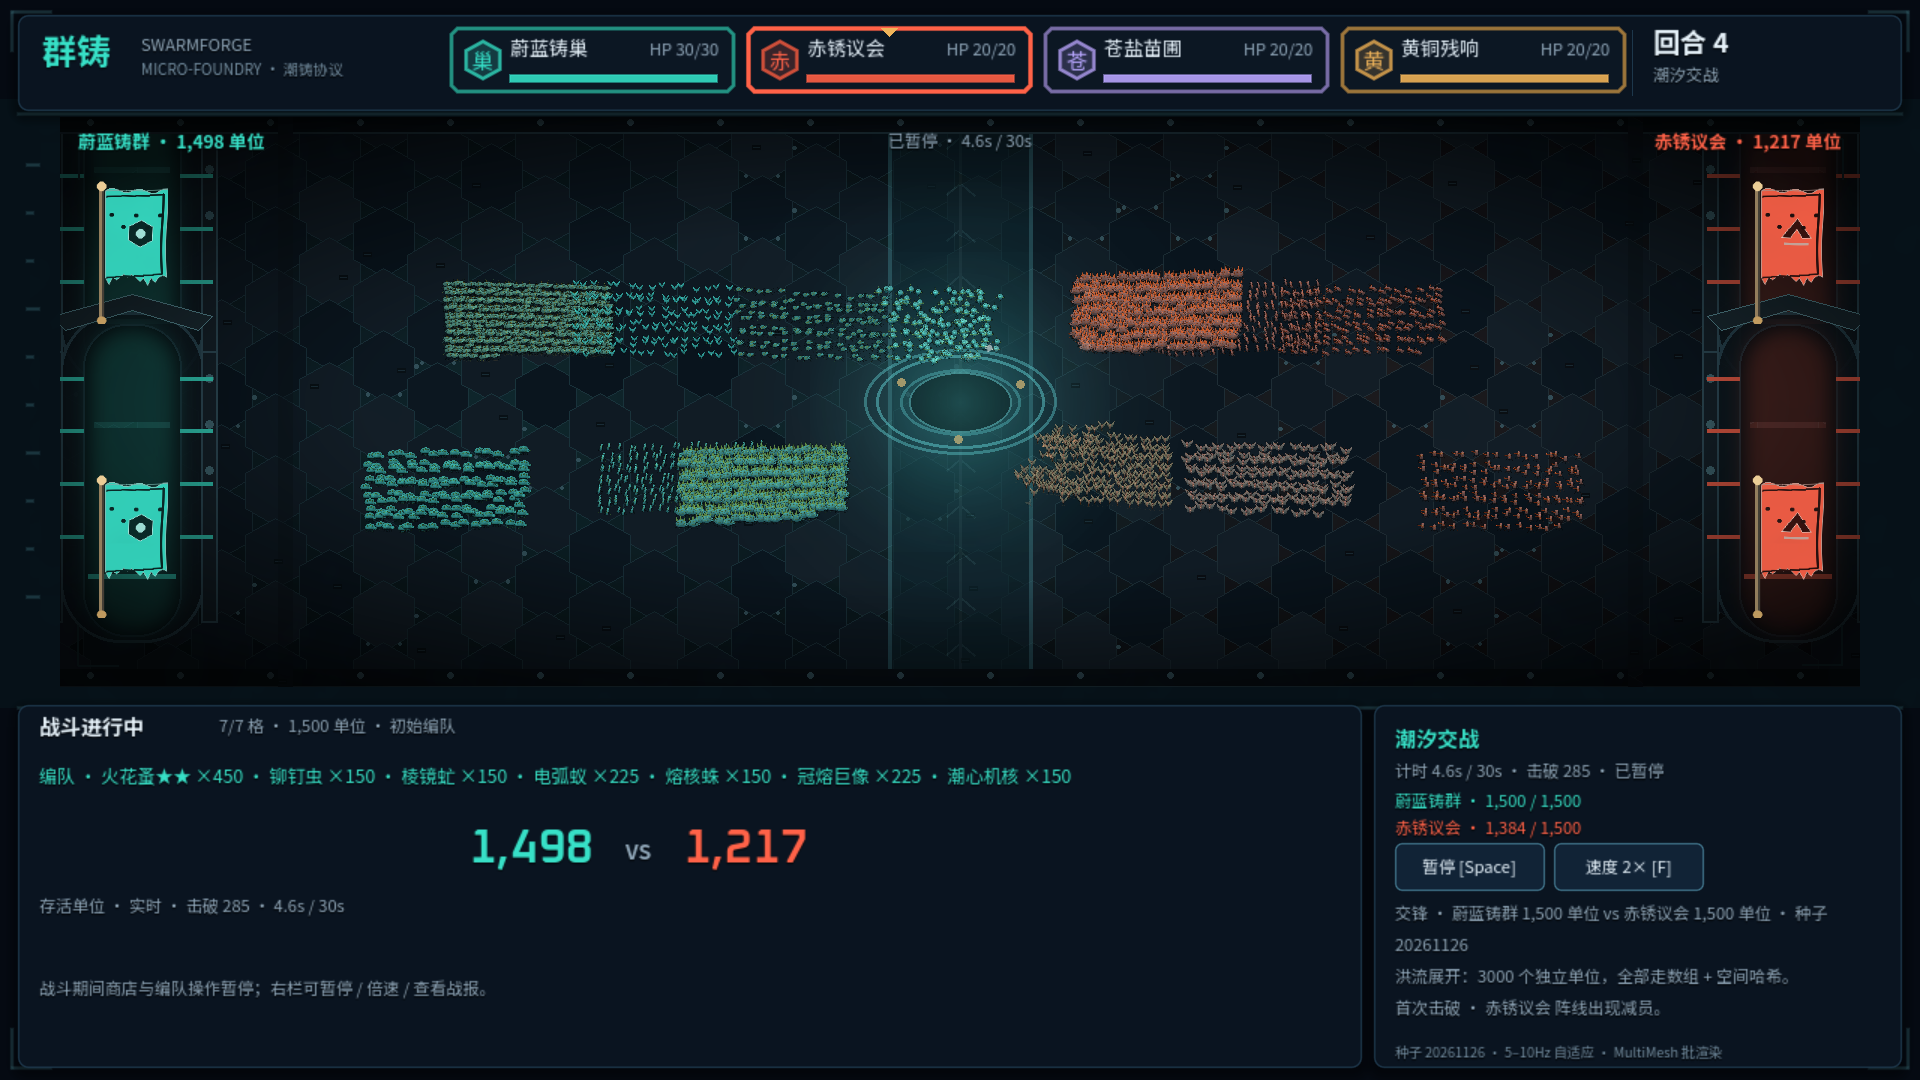 群铸
SWARMFORGE
MICRO-FOUNDRY • 潮铸协议
巢 蔚蓝铸巢 HP 30/30
赤 赤锈议会 HP 20/20
苍 苍盐苗圃 HP 20/20
黄 黄铜残响 HP 20/20
回合 4
潮汐交战
蔚蓝铸群 • 1,498 单位
已暂停 • 4.6s / 30s
赤锈议会 • 1,217 单位
战斗进行中 7/7 格 • 1,500 单位 • 初始编队
编队 • 火花蚤★★ ×450 • 铆钉虫 ×150 • 棱镜虻 ×150 • 电弧蚁 ×225 • 熔核蛛 ×150 • 冠熔巨像 ×225 • 潮心机核 ×150
1,498 vs 1,217
存活单位 • 实时 • 击破 285 • 4.6s / 30s
战斗期间商店与编队操作暂停；右栏可暂停 / 倍速 / 查看战报。
潮汐交战
计时 4.6s / 30s • 击破 285 • 已暂停
蔚蓝铸群 • 1,500 / 1,500
赤锈议会 • 1,384 / 1,500
暂停 [Space] 速度 2× [F]
交锋 • 蔚蓝铸群 1,500 单位 vs 赤锈议会 1,500 单位 • 种子
20261126
洪流展开：3000 个独立单位，全部走数组 + 空间哈希。
首次击破 • 赤锈议会 阵线出现减员。
种子 20261126 • 5–10Hz 自适应 • MultiMesh 批渲染